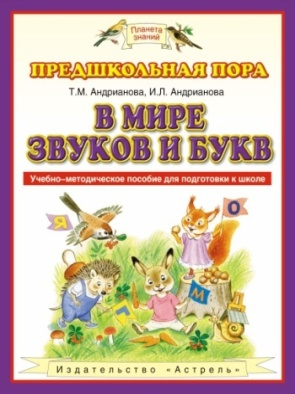 Планета
знаний
ПРЕДШКОЛЬНАЯ ПОРА
Т.М. Андрианова, И.Л. Андрианова
В МИРЕ
ЗВУКОВ И БУКВ
Учебно-методическое пособие для подготовки к школе
Я
О
А
М
Издательство «Астрель»